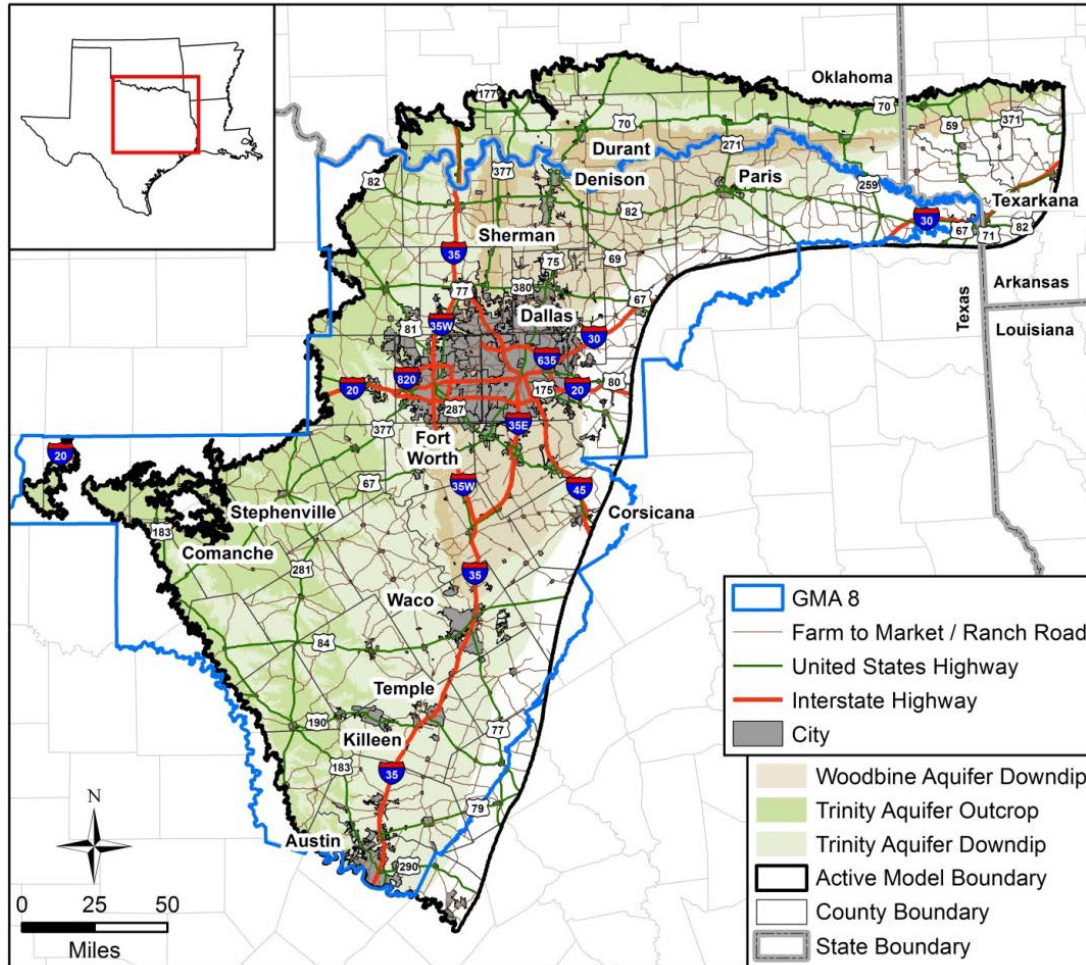 Oklahoma
177
70
70
59
371
Durant
271
82
377
Denison
Paris
259
Texarkana
82
30
67
71
82
Sherman
35
75
69
77
380
67
Arkansas
Texas
Louisiana
81
35W
Dallas
30
635
820
20
175
20
80
287
377
35E
Fort
Worth
20
67
35W
45
Stephenville
Corsicana
183
Comanche
281
35
Waco
84
Temple
190
Killeen
77
183
35
79
Austin
290
N
0 25 50
Miles
GMA 8
Farm to Market / Ranch Road
United States Highway
Interstate Highway
City
Woodbine Aquifer Downdip
Trinity Aquifer Outcrop
Trinity Aquifer Downdip
Active Model Boundary
County Boundary
State Boundary